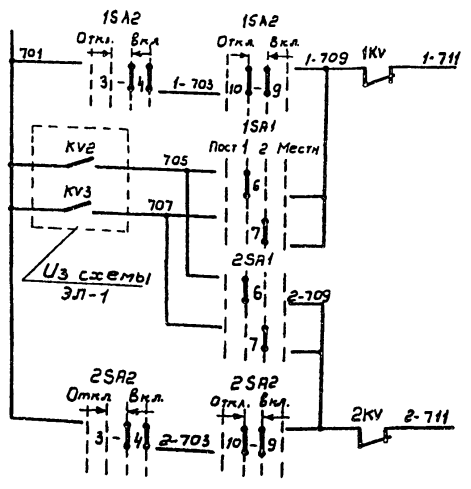 1SA2 1SA2
Откл. Вкл Откл Вкл.
701 1-709 1KV 1-711
3 4 1-703 10 9
1SA1
KV2 705 Пост 1 2 Местн
6
KV3 707
7
Из схемы
ЭЛ-1
2SA1
6 2-709
7
2SA2 2SA2
Откл Вкл. Откл. Вкл.
3 4 2-703 10 9 2KV 2-711